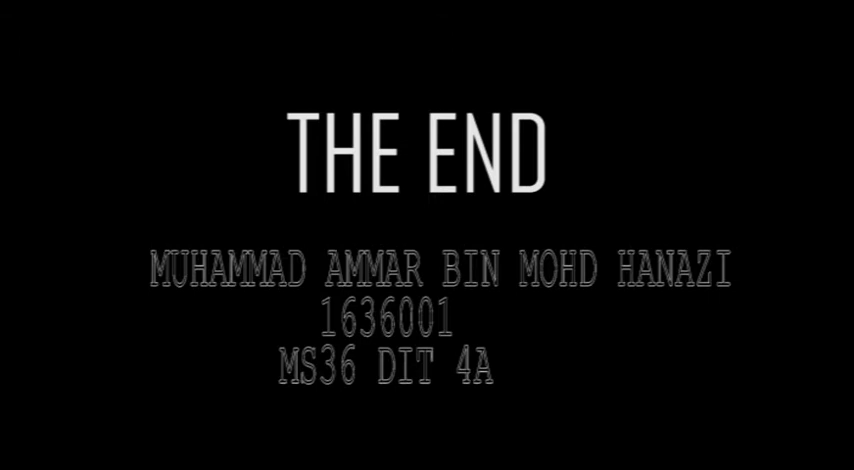 THE END
MUHAMMAD AMMAR BIN MOHD HANAZI
1636001
MS36 DIT 4A